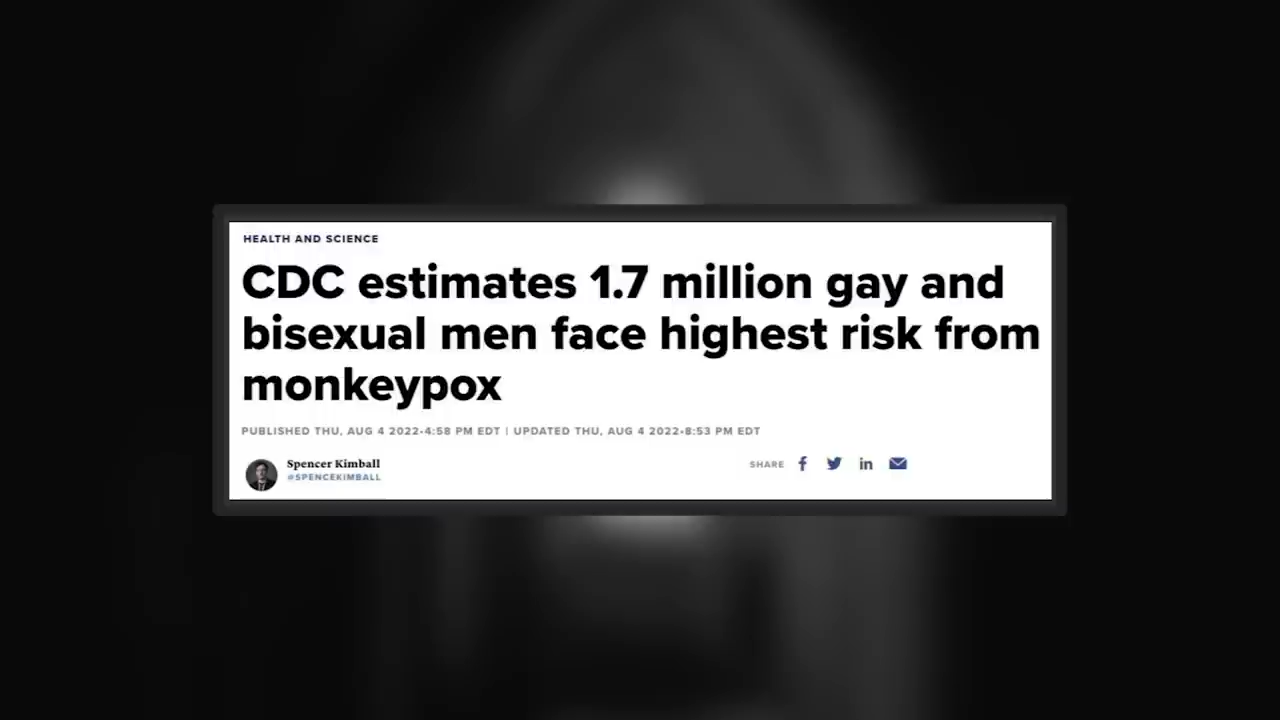 HEALTH AND SCIENCE
CDC estimates 1.7 million gay and
bisexual men face highest risk from
monkeypox
PUBLISHED THU, AUG 4 2022•4:58 PM EDT | UPDATED THU, AUG 4 2022•8:53 PM EDT
Spencer Kimball
@SPENCEKIMBALL
SHARE